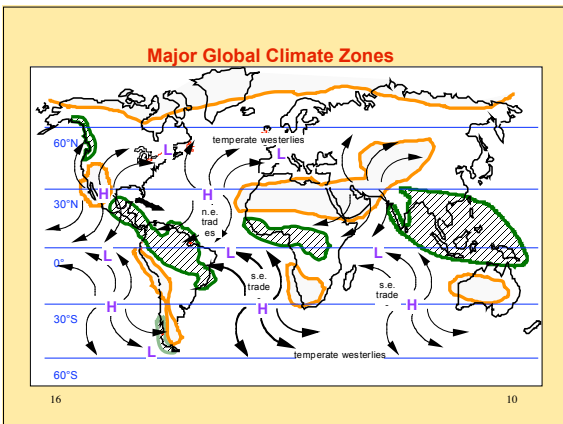 Major Global Climate Zones
temperate westerlies
60°N
L
L
H
H
30°N
n.e.
trad
es
L
L
L
0°
s.e.
trade
s.e.
trade
H
H
H
30°S
L
temperate westerlies
60°S
16
10